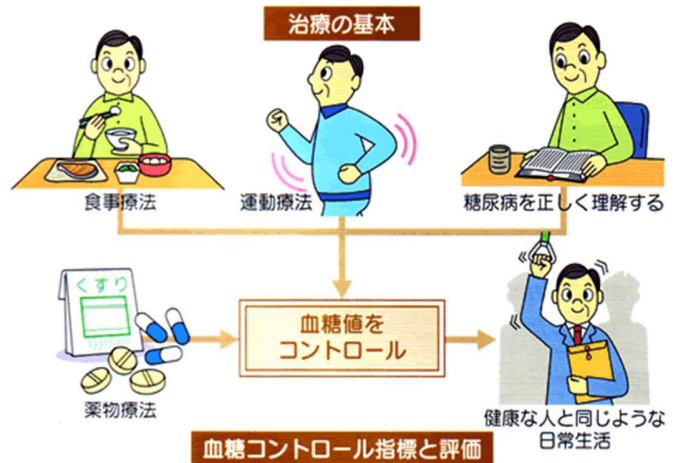 治療の基本
食事療法
運動療法
糖尿病を正しく理解する
くすり
血糖値を
コントロール
薬物療法
健康な人と同じような
日常生活
血糖コントロール指標と評価